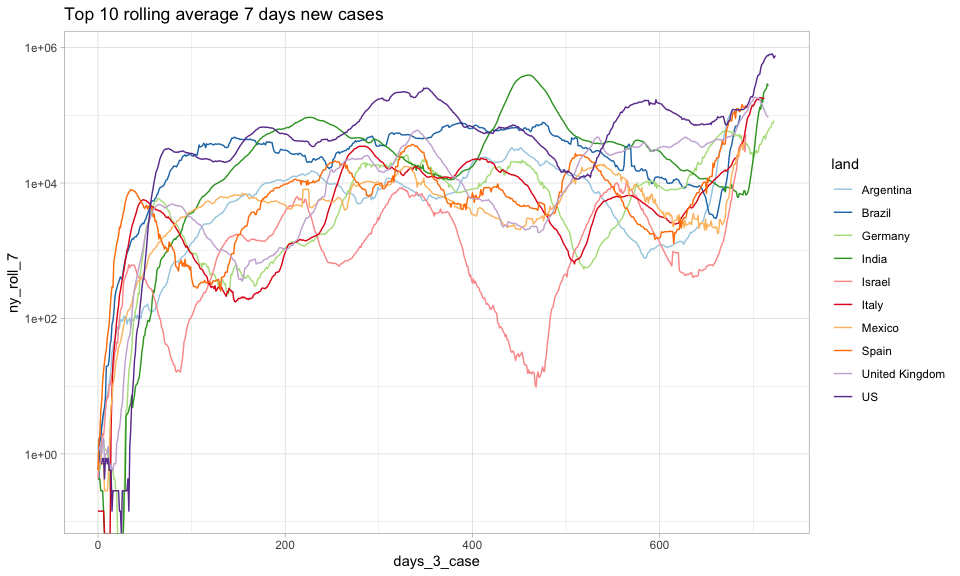 Top 10 rolling average 7 days new cases
1e+06
1e+04
1e+02
1e+00
ny_roll_7
0
200
400
600
days_3_case
land
Argentina
Brazil
Germany
India
Israel
Italy
Mexico
Spain
United Kingdom
US